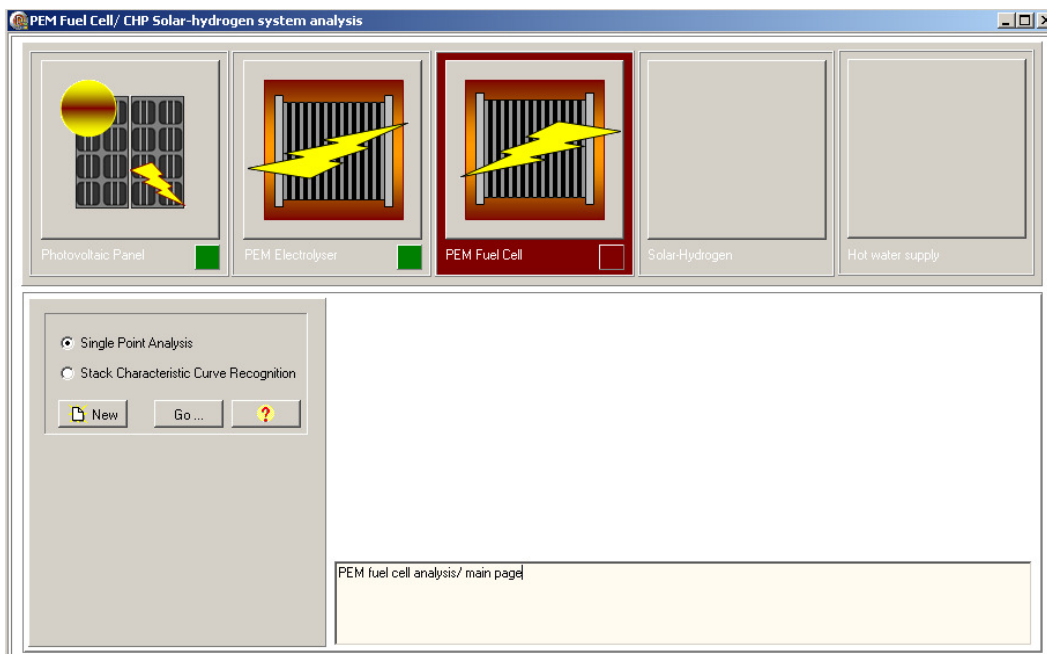 PEM Fuel Cell/ CHP Solar-hydrogen system analysis
Photovoltaic Panel
PEM Electrolyser
PEM Fuel Cell
Solar-Hydrogen
Hot water supply
Single Point Analysis
Stack Characteristic Curve Recognition
New
Go ...
?
PEM fuel cell analysis/ main page